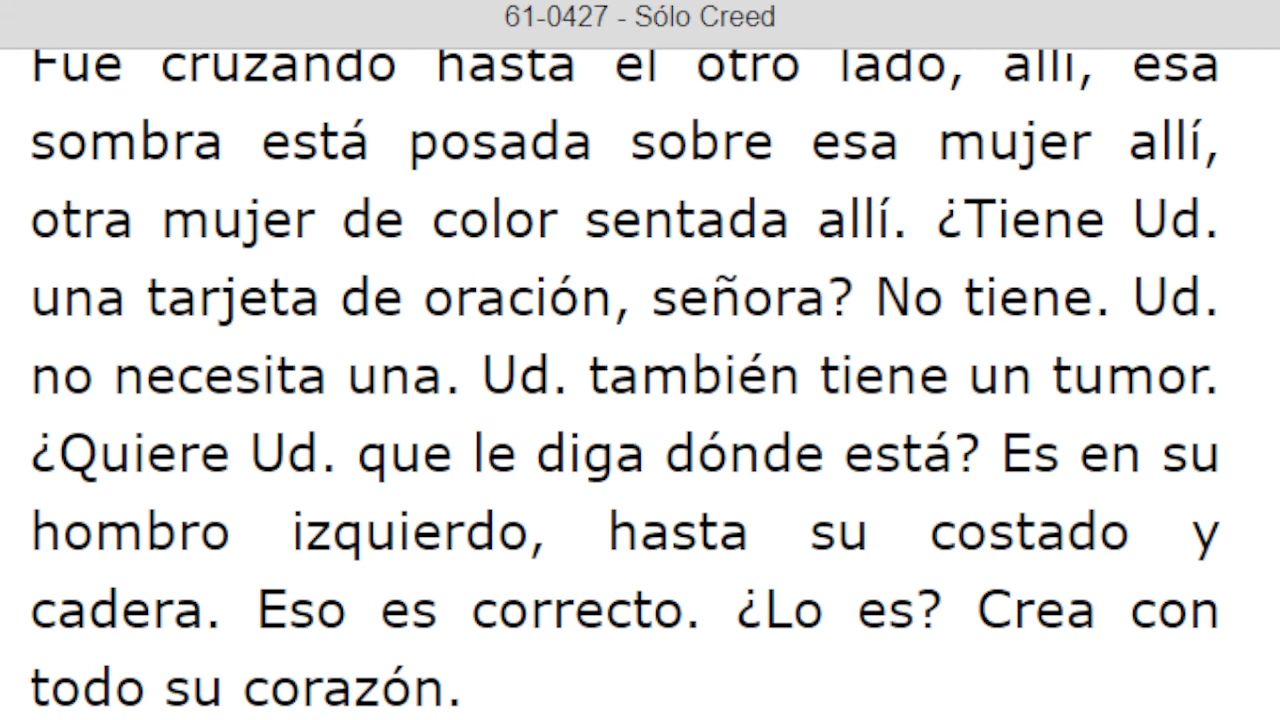 61-0427 - Sólo Creed
Fue cruzando hasta el otro lado, allí, esa
sombra está posada sobre esa mujer allí,
otra mujer de color sentada allí. ¿Tiene Ud.
una tarjeta de oración, señora? No tiene. Ud.
no necesita una. Ud. también tiene un tumor.
¿Quiere Ud. que le diga dónde está? Es en su
hombro izquierdo, hasta su costado y
cadera. Eso es correcto. ¿Lo es? Crea con
todo su corazón.